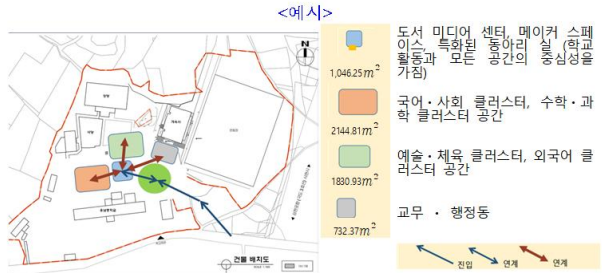 <예시>
도서 미디어 센터, 메이커 스페
이스, 특화된 동아리 실 (학교
활동과 모든 공간의 중심성을
가짐)
1,046.25m²
국어・사회 클러스터, 수학・과
학 클러스터 공간
2144.81m²
예술・체육 클러스터, 외국어 클
러스터 공간
1830.93m²
교무 ・ 행정동
732.37m²
건물 배치도
진입
연계
연계